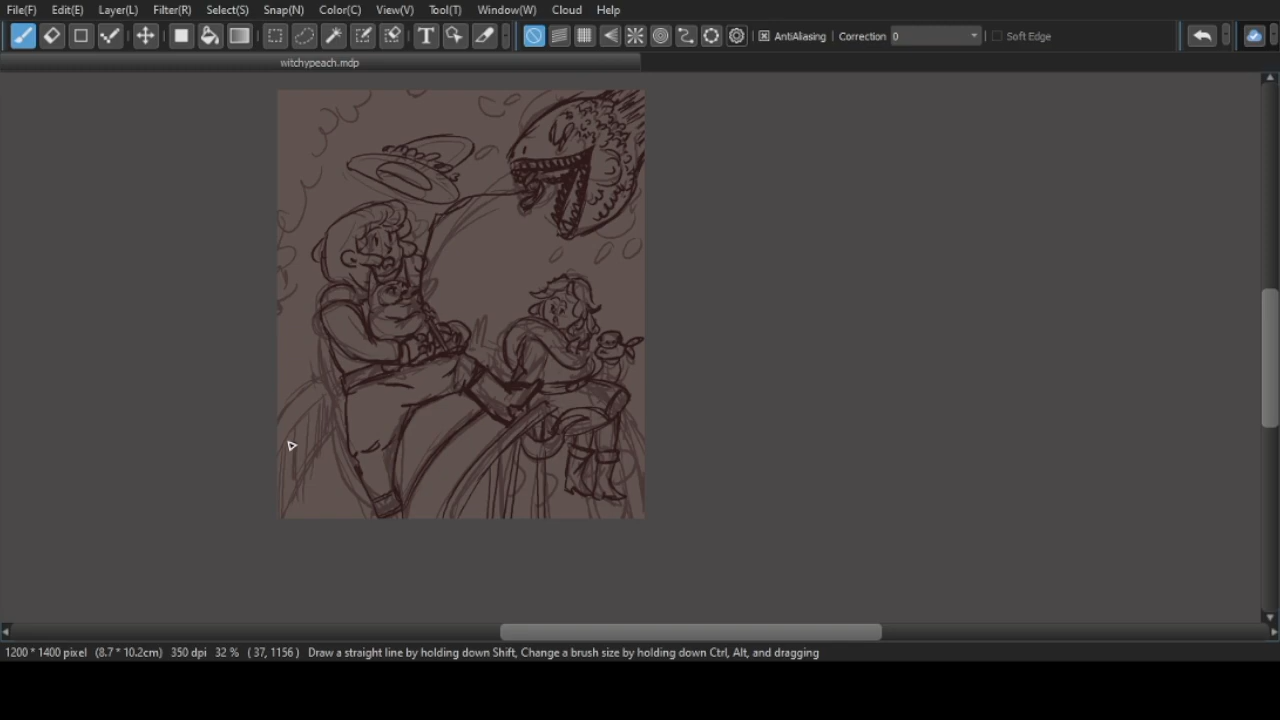 File(F) Edit(E) Layer(L) Filter(R) Select(S) Snap(N) Color(C) View(V) Tool(T) Window(W) Cloud Help
T AntiAliasing Correction 0 Soft Edge
witchypeach.mdp
1200 * 1400 pixel (8.7 * 10.2cm) 350 dpi 32 % ( 37, 1156 ) Draw a straight line by holding down Shift, Change a brush size by holding down Ctrl, Alt, and dragging